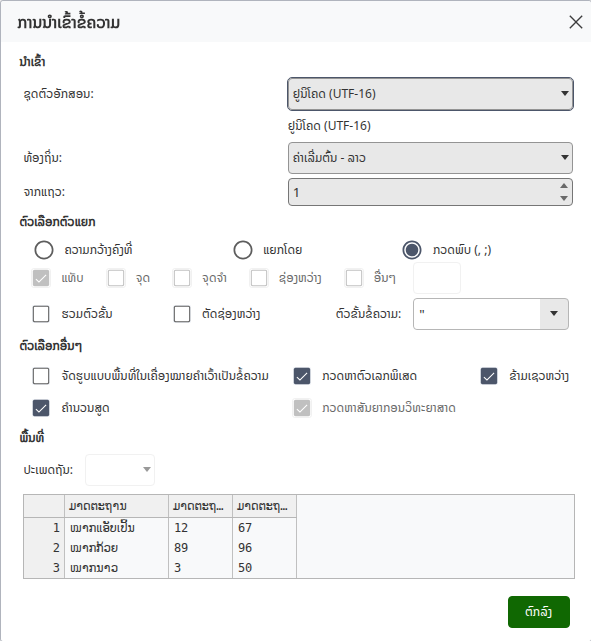 ການນຳເຂົ້າຂໍ້ຄວາມ
ນຳເຂົ້າ
ຊຸດຕົວອັກສອນ: ຢູນິໂຄດ (UTF-16)
ຢູນິໂຄດ (UTF-16)
ທ້ອງຖິ່ນ: ຄ່າເລີ່ມຕົ້ນ - ລາວ
ຈາກແຖວ: 1
ຕົວເລືອກຕົວແຍກ
ຄວາມກວ້າງຄົງທີ່ ແຍກໂດຍ ກວດພົບ (, ;)
ແທັບ ຈຸດ ຈຸດຈ້ຳ ຊ່ອງຫວ່າງ ອື່ນໆ
ຮວມຕົວຂັ້ນ ຕັດຊ່ອງຫວ່າງ ຕົວຂັ້ນຂໍ້ຄວາມ: "
ຕົວເລືອກອື່ນໆ
ຈັດຮູບແບບພື້ນທີ່ໃນເຄື່ອງໝາຍຄຳເວົ້າເປັນຂໍ້ຄວາມ ກວດຫາຕົວເລກພິເສດ ຂ້າມເຊວຫວ່າງ
ຄຳນວນສູດ ກວດຫາສັນຍາກອນວິທະຍາສາດ
ພື້ນທີ່
ປະເພດຖັນ:
ມາດຕະຖານ ມາດຕະຖ... ມາດຕະຖ...
1 ໝາກແອັບເປິ້ນ 12 67
2 ໝາກກ້ວຍ 89 96
3 ໝາກນາວ 3 50
ຕົກລົງ